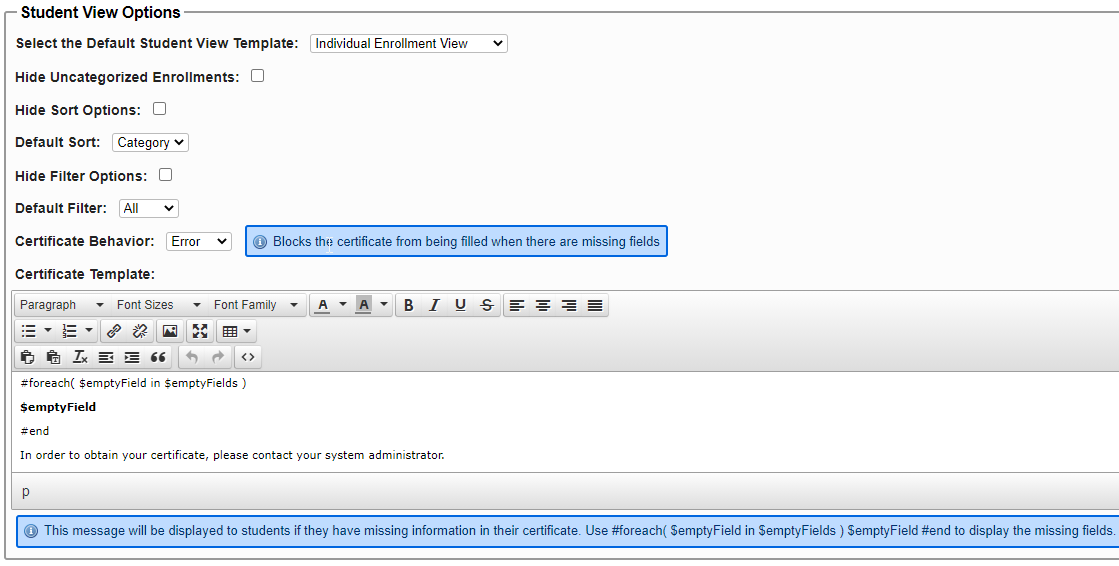 Student View Options
Select the Default Student View Template: Individual Enrollment View
Hide Uncategorized Enrollments:
Hide Sort Options:
Default Sort: Category
Hide Filter Options:
Default Filter: All
Certificate Behavior: Error Blocks the certificate from being filled when there are missing fields
Certificate Template:
Paragraph Font Sizes Font Family A A B I U S
#foreach( $emptyField in $emptyFields )
$emptyField
#end
In order to obtain your certificate, please contact your system administrator.
p
This message will be displayed to students if they have missing information in their certificate. Use #foreach( $emptyField in $emptyFields ) $emptyField #end to display the missing fields.